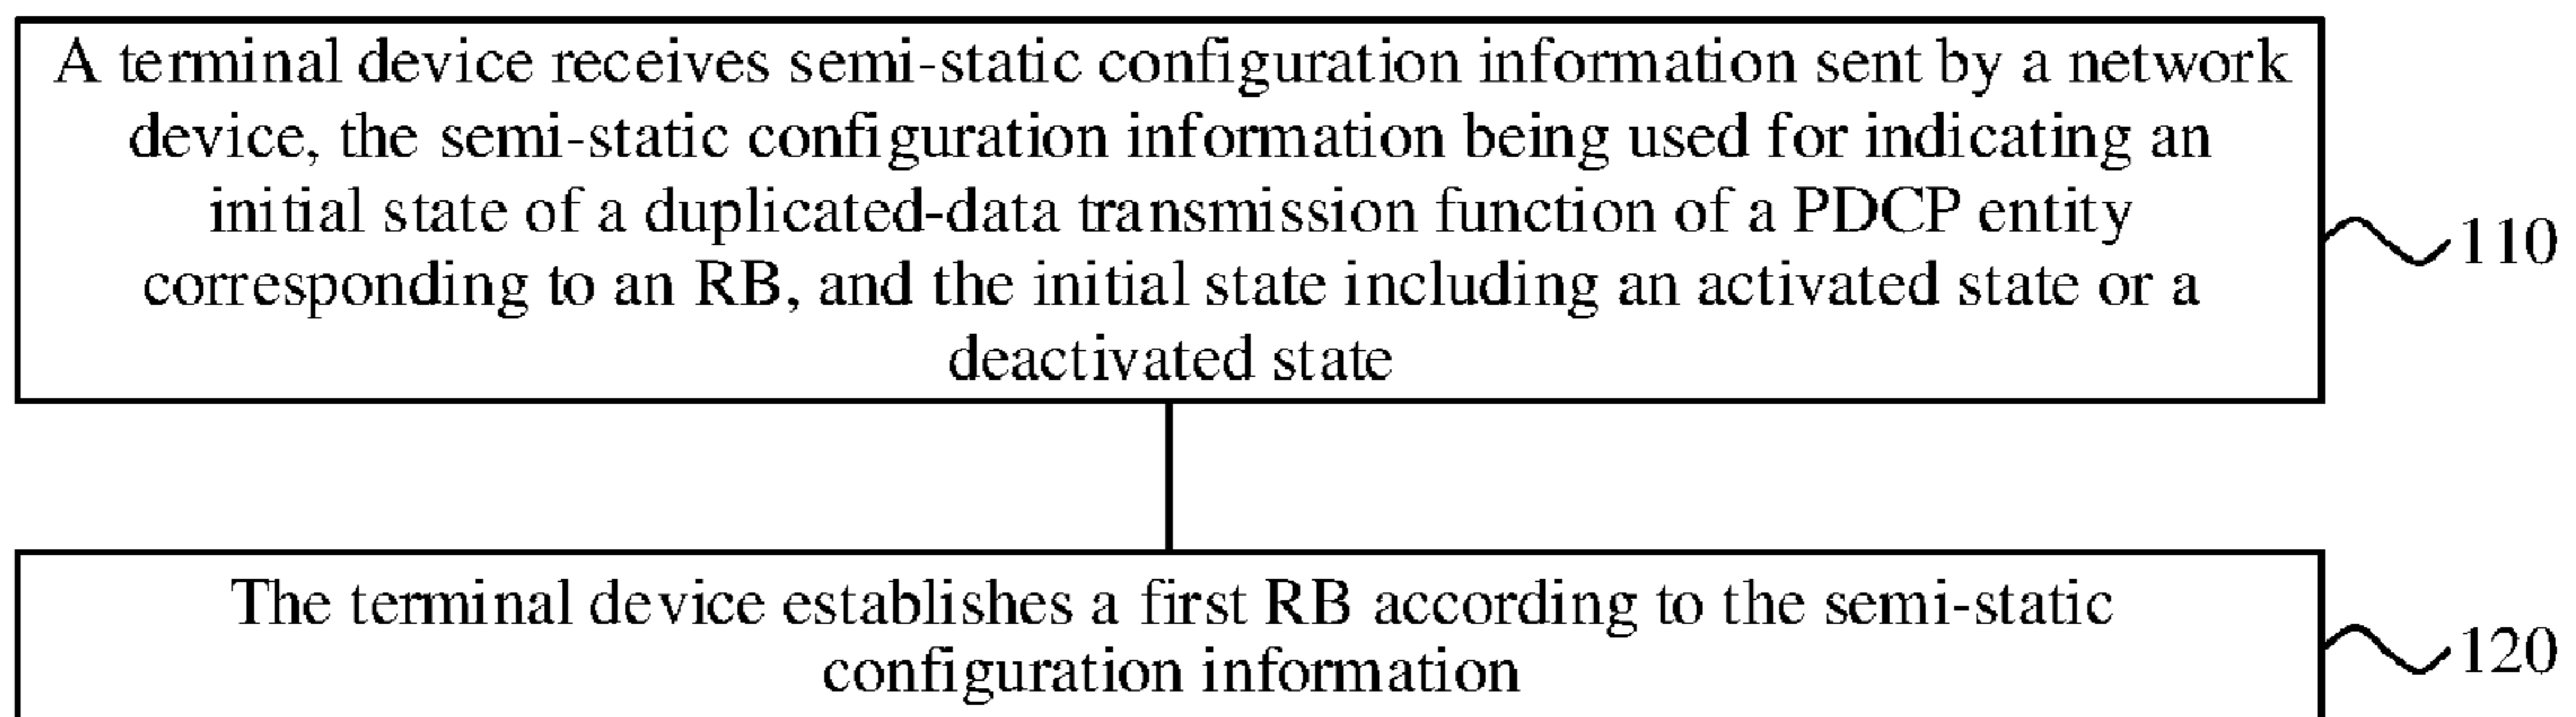 A terminal device receives semi-static configuration information sent by a network
device, the semi-static configuration information being used for indicating an
initial state of a duplicated-data transmission function of a PDCP entity
corresponding to an RB, and the initial state including an activated state or a
deactivated state
110
The terminal device establishes a first RB according to the semi-static
configuration information
120